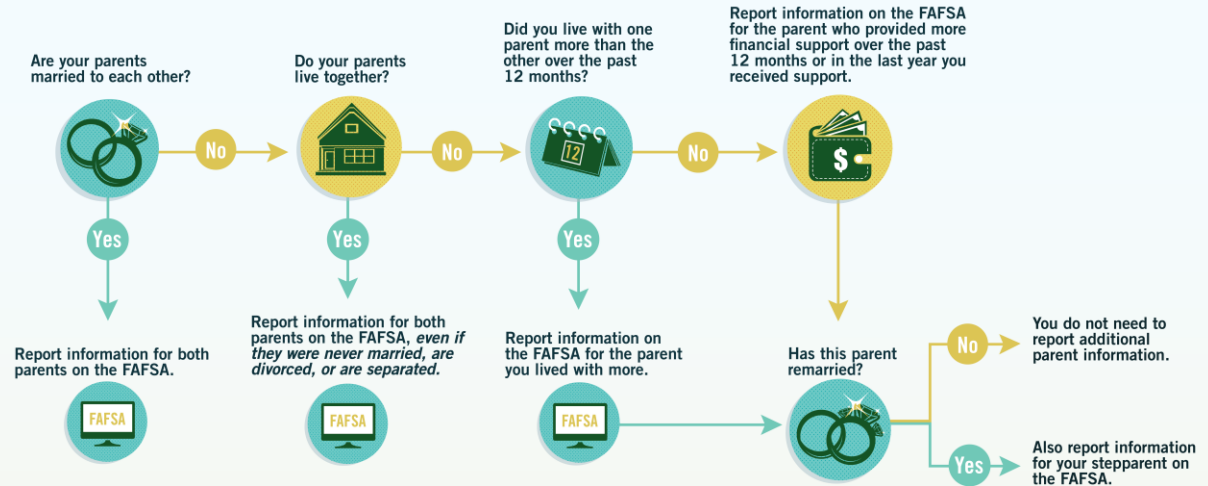 Are your parents
married to each other?
No
Yes
Report information for both
parents on the FAFSA.
FAFSA
Do your parents
live together?
No
Yes
Report information for both
parents on the FAFSA, even if
they were never married, are
divorced, or are separated.
FAFSA
Did you live with one
parent more than the
other over the past
12 months?
12
No
Yes
Report information on
the FAFSA for the parent
you lived with more.
FAFSA
Report information on the FAFSA
for the parent who provided more
financial support over the past
12 months or in the last year you
received support.
$
Has this parent
remarried?
No
You do not need to
report additional
parent information.
Yes
Also report information
for your stepparent on
the FAFSA.